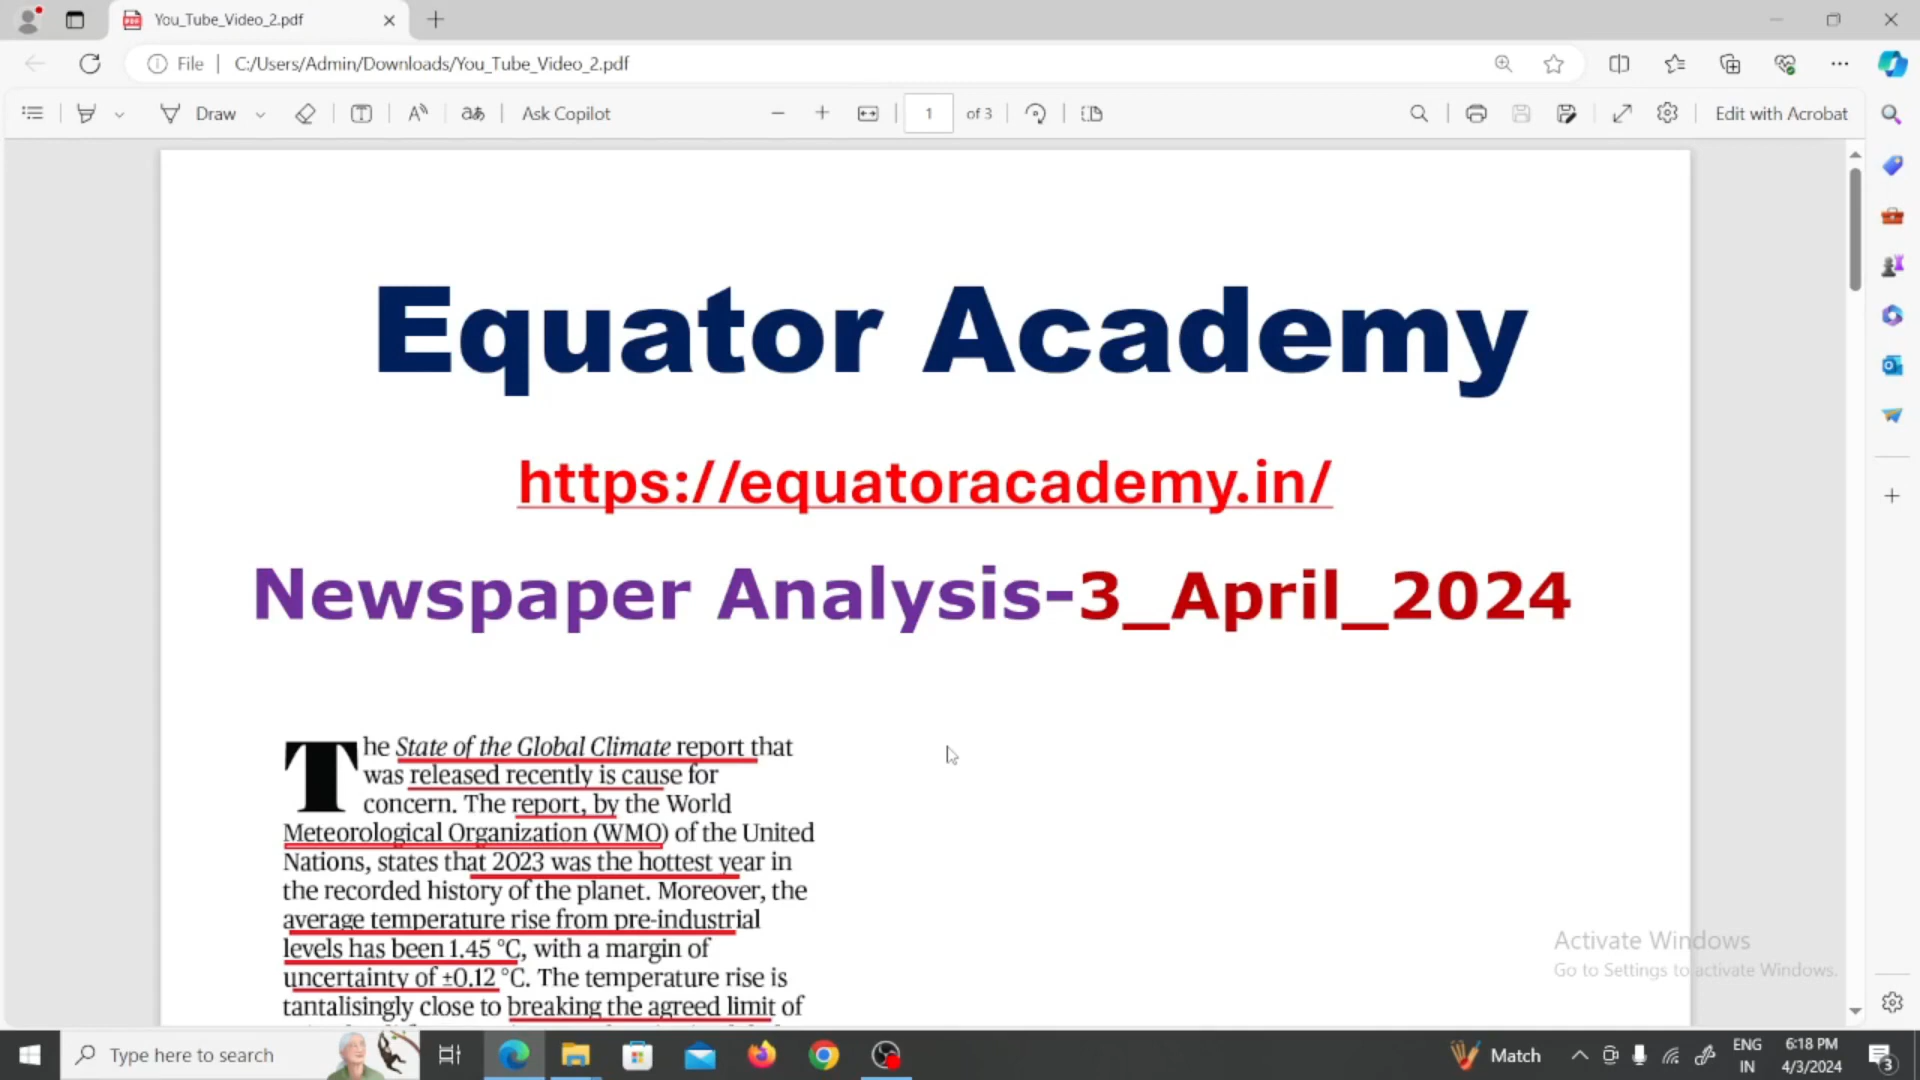 You_Tube_Video_2.pdf
File
C:/Users/Admin/Downloads/You_Tube_Video_2.pdf
Draw
aあ
Ask Copilot
1 of 3
Edit with Acrobat
Equator Academy
https://equatoracademy.in/
Newspaper Analysis-3_April_2024
The State of the Global Climate report that
was released recently is cause for
concern. The report, by the World
Meteorological Organization (WMO) of the United
Nations, states that 2023 was the hottest year in
the recorded history of the planet. Moreover, the
average temperature rise from pre-industrial
levels has been 1.45 °C, with a margin of
uncertainty of ±0.12 °C. The temperature rise is
tantalisingly close to breaking the agreed limit of
Activate Windows
Go to Settings to activate Windows.
Type here to search
Match
ENG
IN
6:18 PM
4/3/2024
3